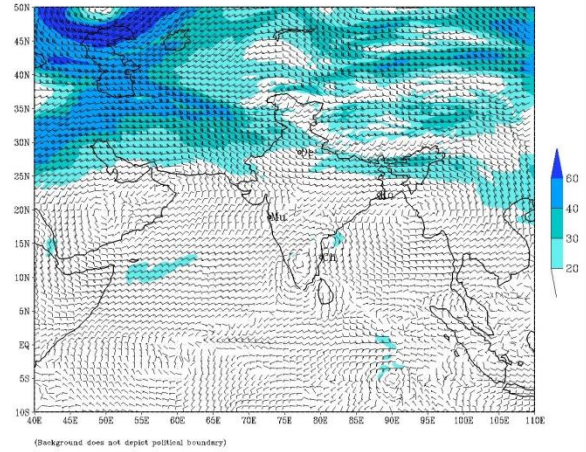 50N
45N
40N
35N
30N
25N
20N
15N
10N
5N
5S
10S
40E 45E 50E 55E 60E 65E 70E 75E 80E 85E 90E 95E 100E 105E 110E
Mu
Ch
60
50
40
30
20
(Background does not depict political boundary)